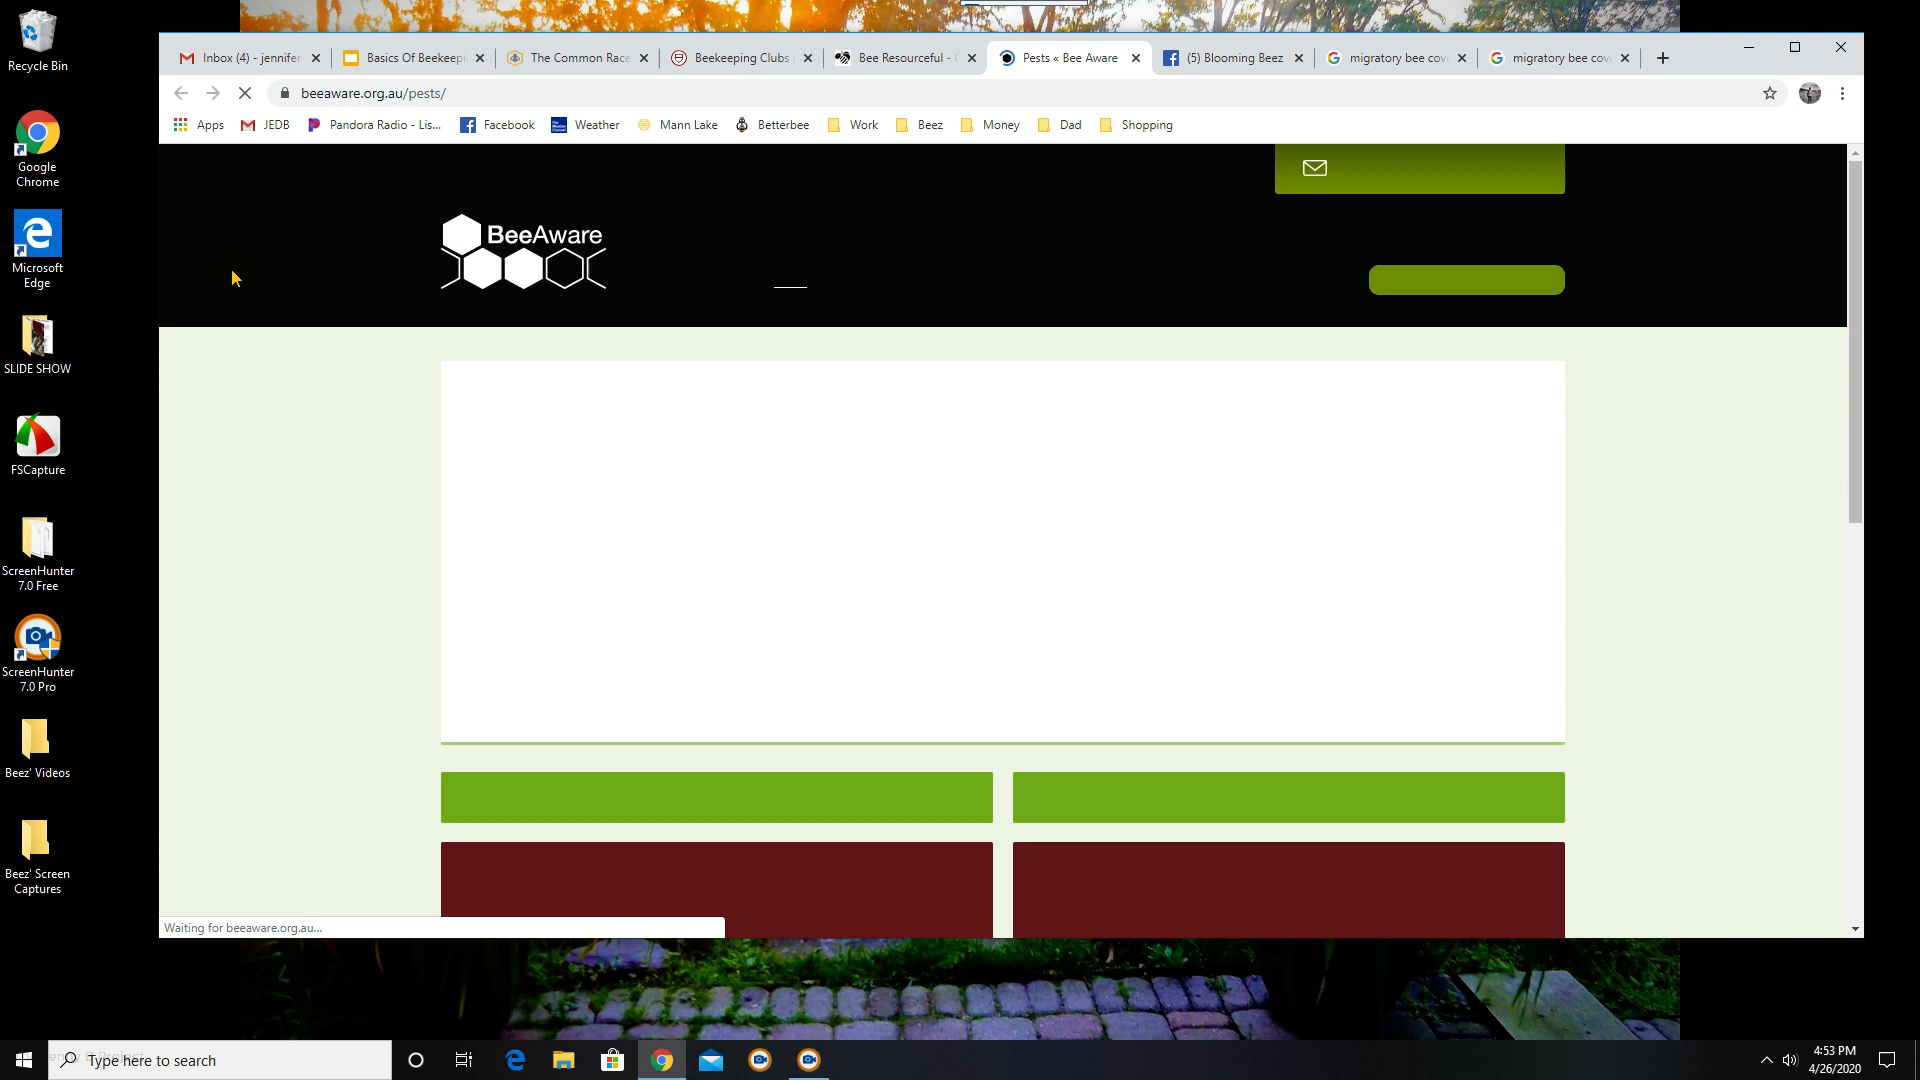 Recycle Bin
Google
Chrome
Microsoft
Edge
SLIDE SHOW
FSCapture
ScreenHunter
7.0 Free
ScreenHunter
7.0 Pro
Beez' Videos
Beez' Screen
Captures
Inbox (4) - jennifer
Basics Of Beekeepi
The Common Race
Beekeeping Clubs
Bee Resourceful -
Pests « Bee Aware
(5) Blooming Beez
migratory bee cov
migratory bee cov
beeaware.org.au/pests/
Apps
JEDB
Pandora Radio - Lis...
Facebook
Weather
Mann Lake
Betterbee
Work
Beez
Money
Dad
Shopping
BeeAware
Waiting for beeaware.org.au...
Type here to search
4:53 PM
4/26/2020